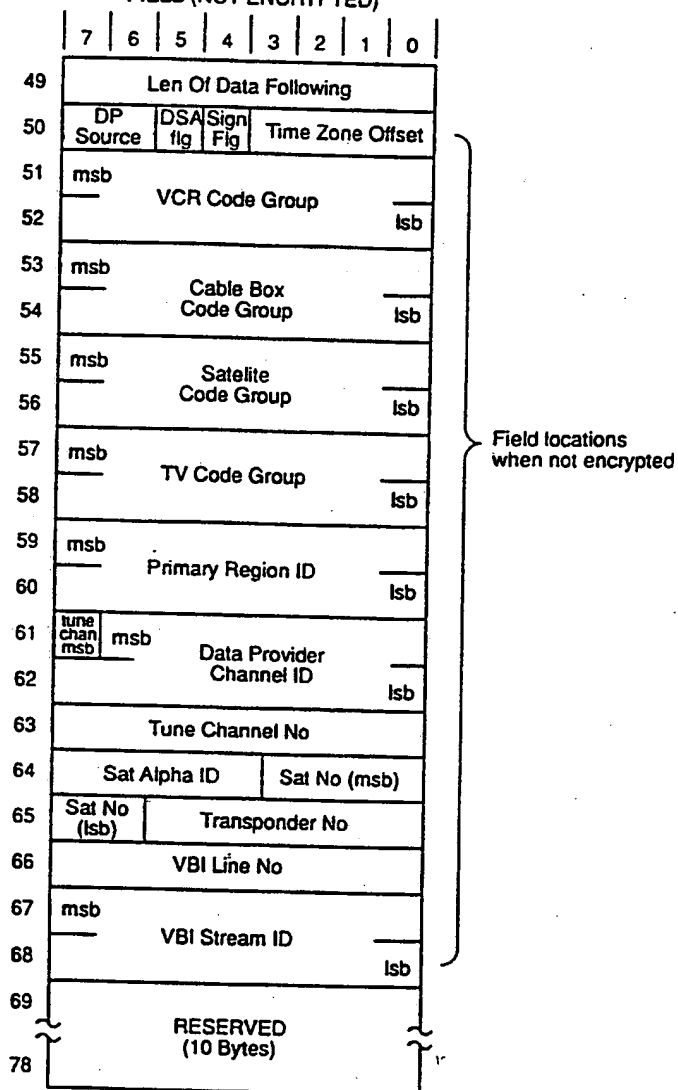 FIELD (NOT ENCRYPTED)
7 6 5 4 3 2 1 0
49 Len Of Data Following
50 DP Source DSA flg Sign Flg Time Zone Offset
51 msb
VCR Code Group
52 lsb
53 msb
Cable Box
54 Code Group lsb
55 msb
Satelite
56 Code Group lsb
Field locations
when not encrypted
57 msb
TV Code Group
58 lsb
59 msb
Primary Region ID
60 lsb
61 tune chan msb msb Data Provider
62 Channel ID lsb
63 Tune Channel No
64 Sat Alpha ID Sat No (msb)
65 Sat No (lsb) Transponder No
66 VBI Line No
67 msb
VBI Stream ID
68 lsb
69
RESERVED
(10 Bytes)
78